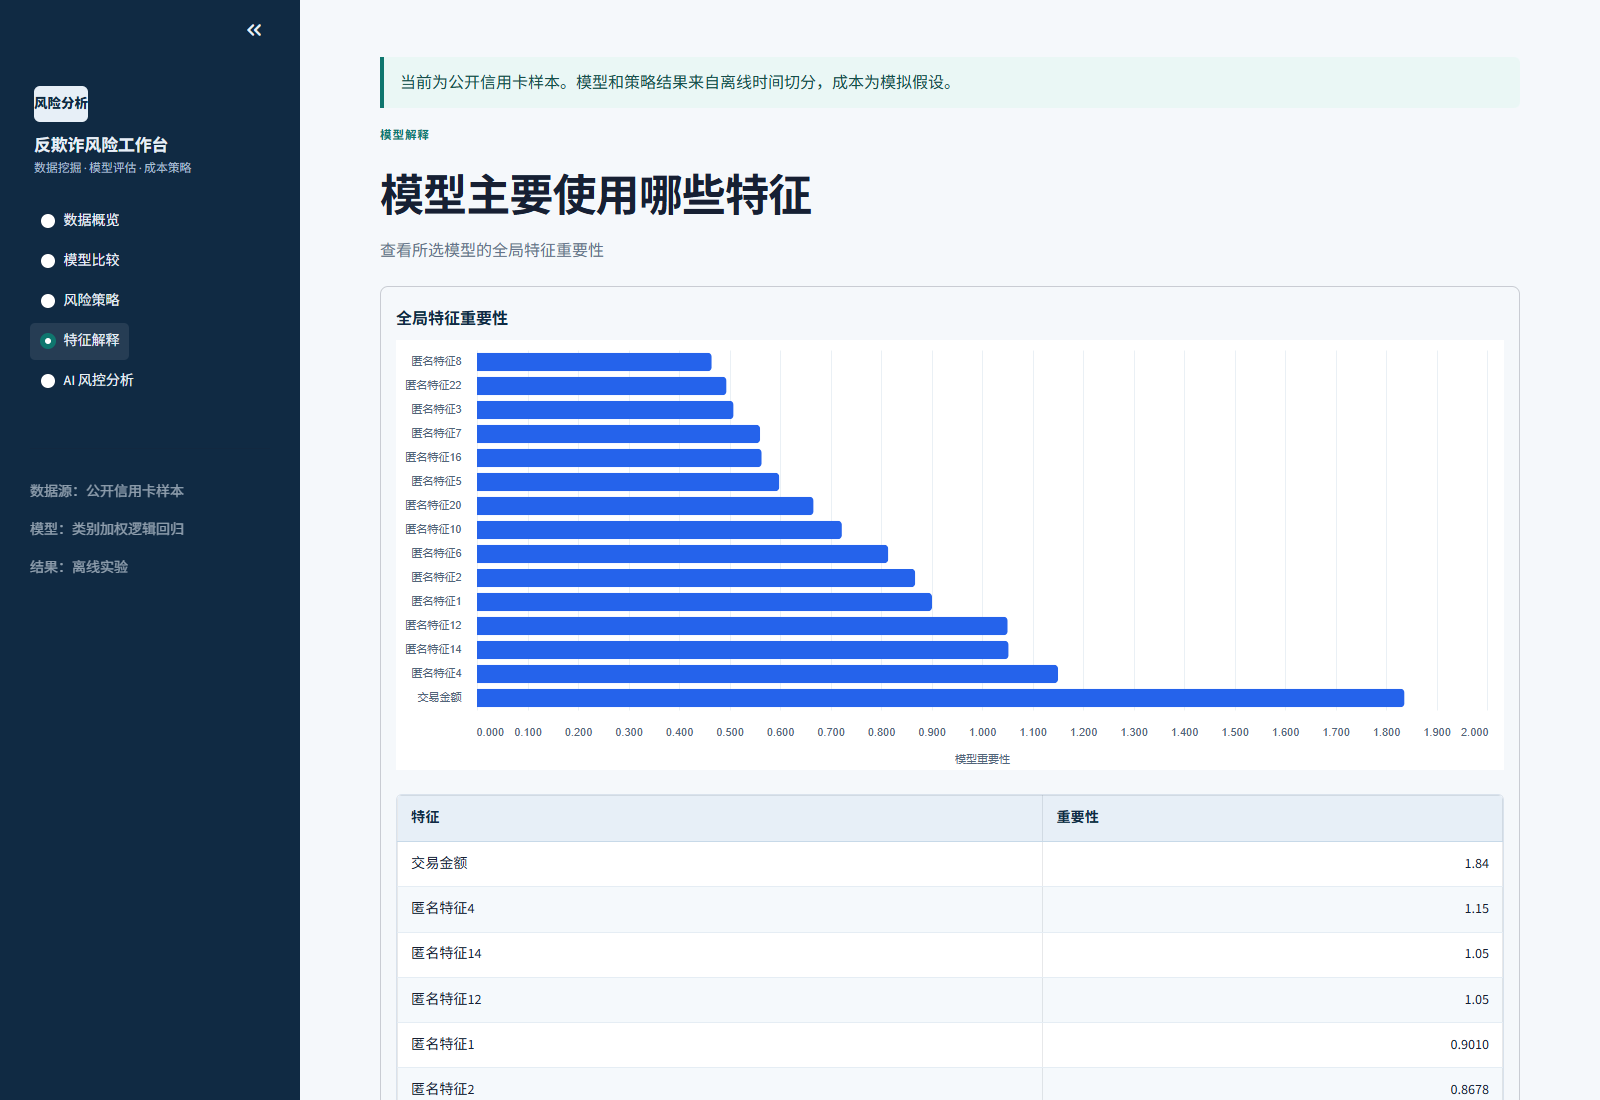 风险分析
反欺诈风险工作台
数据挖掘 · 模型评估 · 成本策略
数据概览
模型比较
风险策略
特征解释
AI 风控分析
数据源：公开信用卡样本
模型：类别加权逻辑回归
结果：离线实验
当前为公开信用卡样本。模型和策略结果来自离线时间切分，成本为模拟假设。
模型解释
模型主要使用哪些特征
查看所选模型的全局特征重要性
全局特征重要性
匿名特征8
匿名特征22
匿名特征3
匿名特征7
匿名特征16
匿名特征5
匿名特征20
匿名特征10
匿名特征6
匿名特征2
匿名特征1
匿名特征12
匿名特征14
匿名特征4
交易金额
0.000 0.100 0.200 0.300 0.400 0.500 0.600 0.700 0.800 0.900 1.000 1.100 1.200 1.300 1.400 1.500 1.600 1.700 1.800 1.900 2.000
模型重要性
特征 重要性
交易金额 1.84
匿名特征4 1.15
匿名特征14 1.05
匿名特征12 1.05
匿名特征1 0.9010
匿名特征2 0.8678